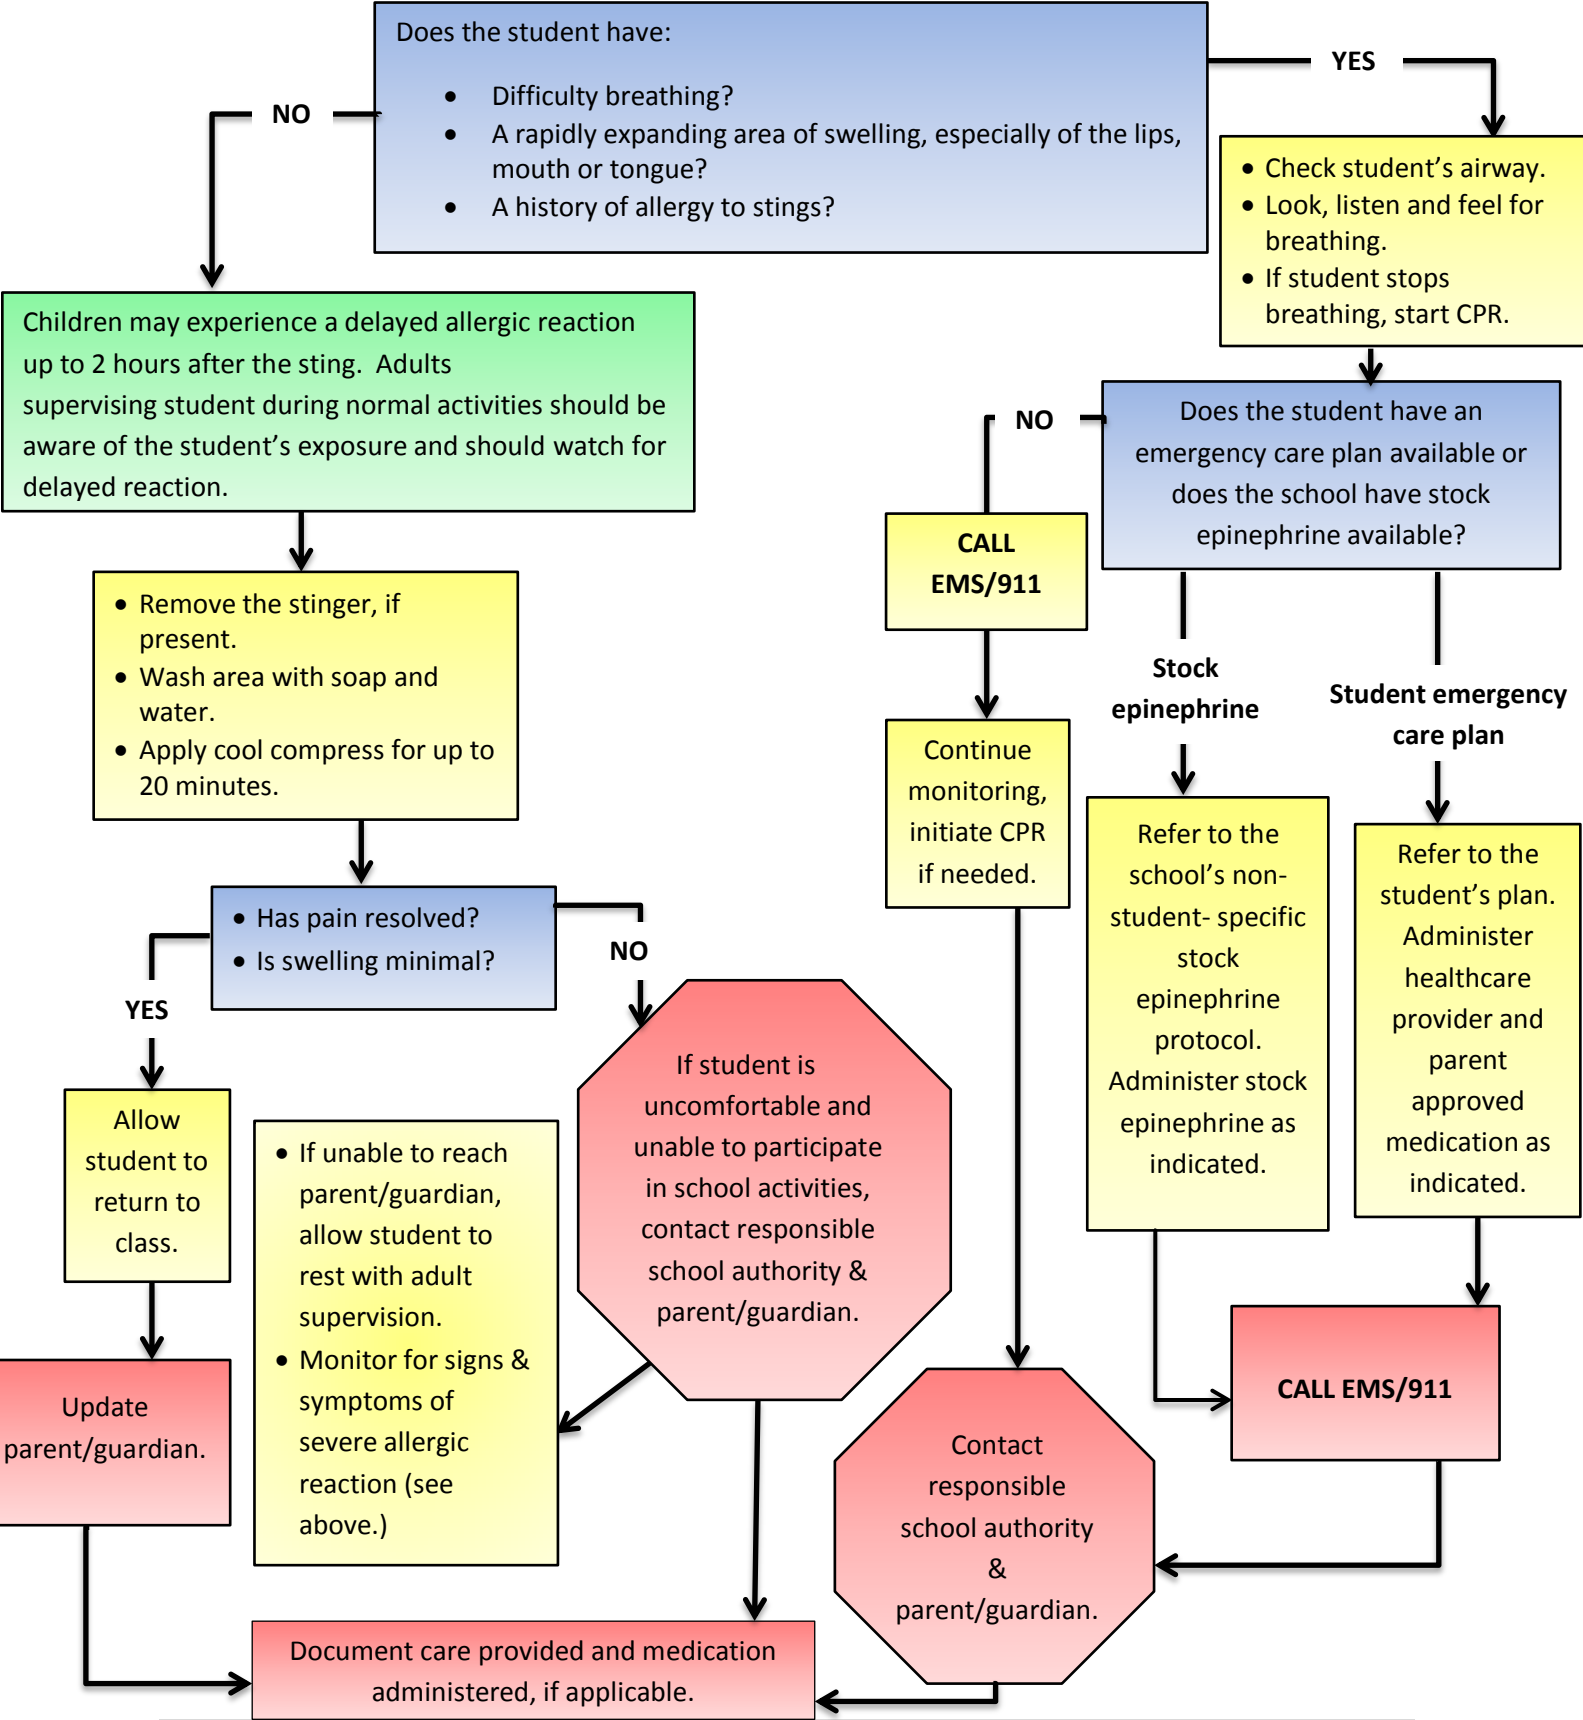 Does the student have:
• Difficulty breathing?
• A rapidly expanding area of swelling, especially of the lips,
mouth or tongue?
• A history of allergy to stings?
YES
NO
• Check student’s airway.
• Look, listen and feel for
breathing.
• If student stops
breathing, start CPR.
Children may experience a delayed allergic reaction
up to 2 hours after the sting.  Adults
supervising student during normal activities should be
aware of the student’s exposure and should watch for
delayed reaction.
Does the student have an
emergency care plan available or
does the school have stock
epinephrine available?
NO
CALL
EMS/911
• Remove the stinger, if
present.
• Wash area with soap and
water.
• Apply cool compress for up to
20 minutes.
Stock
epinephrine
Student emergency
care plan
Continue
monitoring,
initiate CPR
if needed.
Refer to the
school’s non-
student- specific
stock
epinephrine
protocol.
Administer stock
epinephrine as
indicated.
Refer to the
student’s plan.
Administer
healthcare
provider and
parent
approved
medication as
indicated.
• Has pain resolved?
• Is swelling minimal?
NO
YES
If student is
uncomfortable and
unable to participate
in school activities,
contact responsible
school authority &
parent/guardian.
Allow
student to
return to
class.
• If unable to reach
parent/guardian,
allow student to
rest with adult
supervision.
• Monitor for signs &
symptoms of
severe allergic
reaction (see
above.)
CALL EMS/911
Update
parent/guardian.
Contact
responsible
school authority
&
parent/guardian.
Document care provided and medication
administered, if applicable.